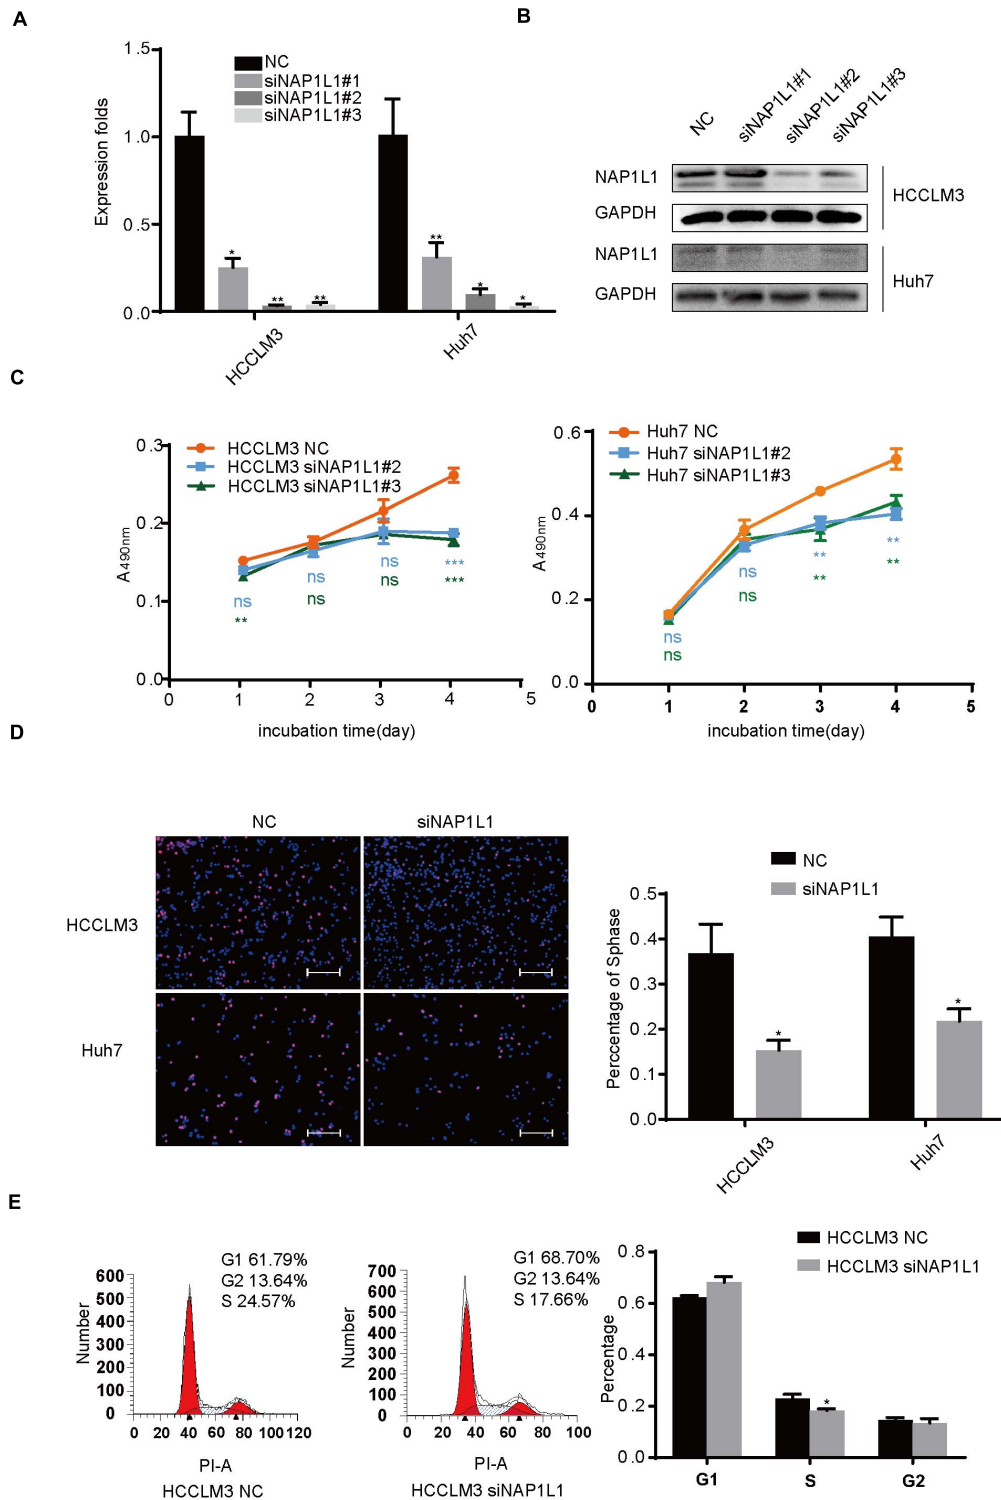 A
1.5
1.0
0.5
0.0
Expression folds
NC
siNAP1L1#1
siNAP1L1#2
siNAP1L1#3
* ** ** ** * *
HCCLM3 Huh7
B
NC siNAP1L1#1 siNAP1L1#2 siNAP1L1#3
NAP1L1
GAPDH
HCCLM3
NAP1L1
GAPDH
Huh7
C
HCCLM3 NC
HCCLM3 siNAP1L1#2
HCCLM3 siNAP1L1#3
0.3
0.2
0.1
0.0
A490nm
ns ns ns ***
** ns ns ***
0 1 2 3 4 5
incubation time(day)
Huh7 NC
Huh7 siNAP1L1#2
Huh7 siNAP1L1#3
0.6
0.4
0.2
0.0
A490nm
ns ns ** **
ns ns ** **
0 1 2 3 4 5
incubation time(day)
D
NC siNAP1L1
HCCLM3
Huh7
NC
siNAP1L1
0.5
0.4
0.3
0.2
0.1
0.0
Perccentage of Sphase
* *
HCCLM3 Huh7
E
G1 61.79%
G2 13.64%
S 24.57%
600
500
400
300
200
100
0
Number
0 20 40 60 80 100 120
PI-A
HCCLM3 NC
G1 68.70%
G2 13.64%
S 17.66%
700
600
500
400
300
200
100
0
Number
0 20 40 60 80 100
PI-A
HCCLM3 siNAP1L1
HCCLM3 NC
HCCLM3 siNAP1L1
0.8
0.6
0.4
0.2
0.0
Percentage
*
G1 S G2